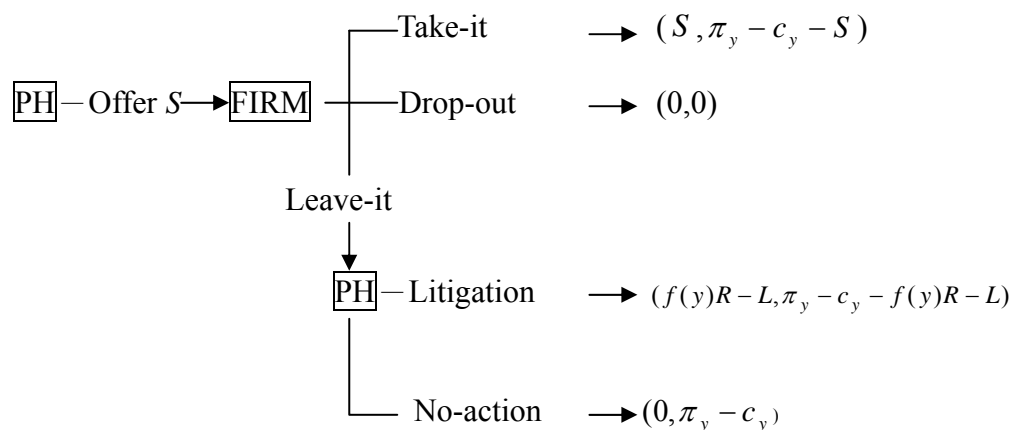 Take-it (S, π_y − c_y − S)
PH — Offer S FIRM Drop-out (0,0)
Leave-it
PH — Litigation (f(y)R − L, π_y − c_y − f(y)R − L)
No-action (0, π_y − c_y)